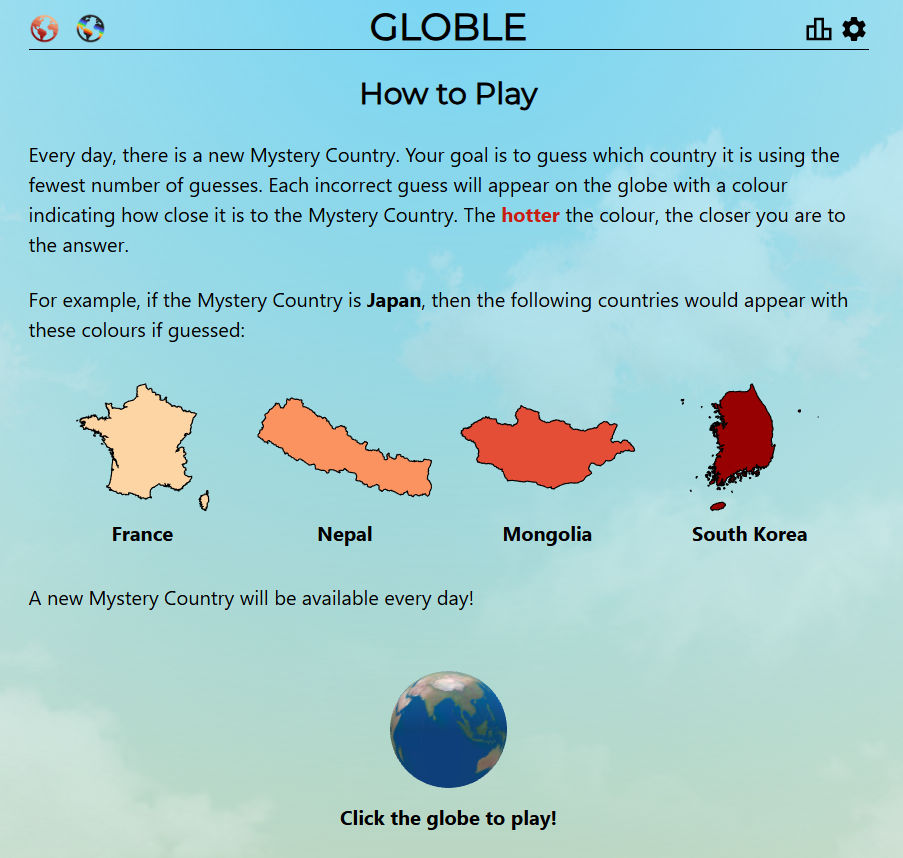 GLOBLE
How to Play
Every day, there is a new Mystery Country. Your goal is to guess which country it is using the
fewest number of guesses. Each incorrect guess will appear on the globe with a colour
indicating how close it is to the Mystery Country. The hotter the colour, the closer you are to
the answer.
For example, if the Mystery Country is Japan, then the following countries would appear with
these colours if guessed:
France Nepal Mongolia South Korea
A new Mystery Country will be available every day!
Click the globe to play!